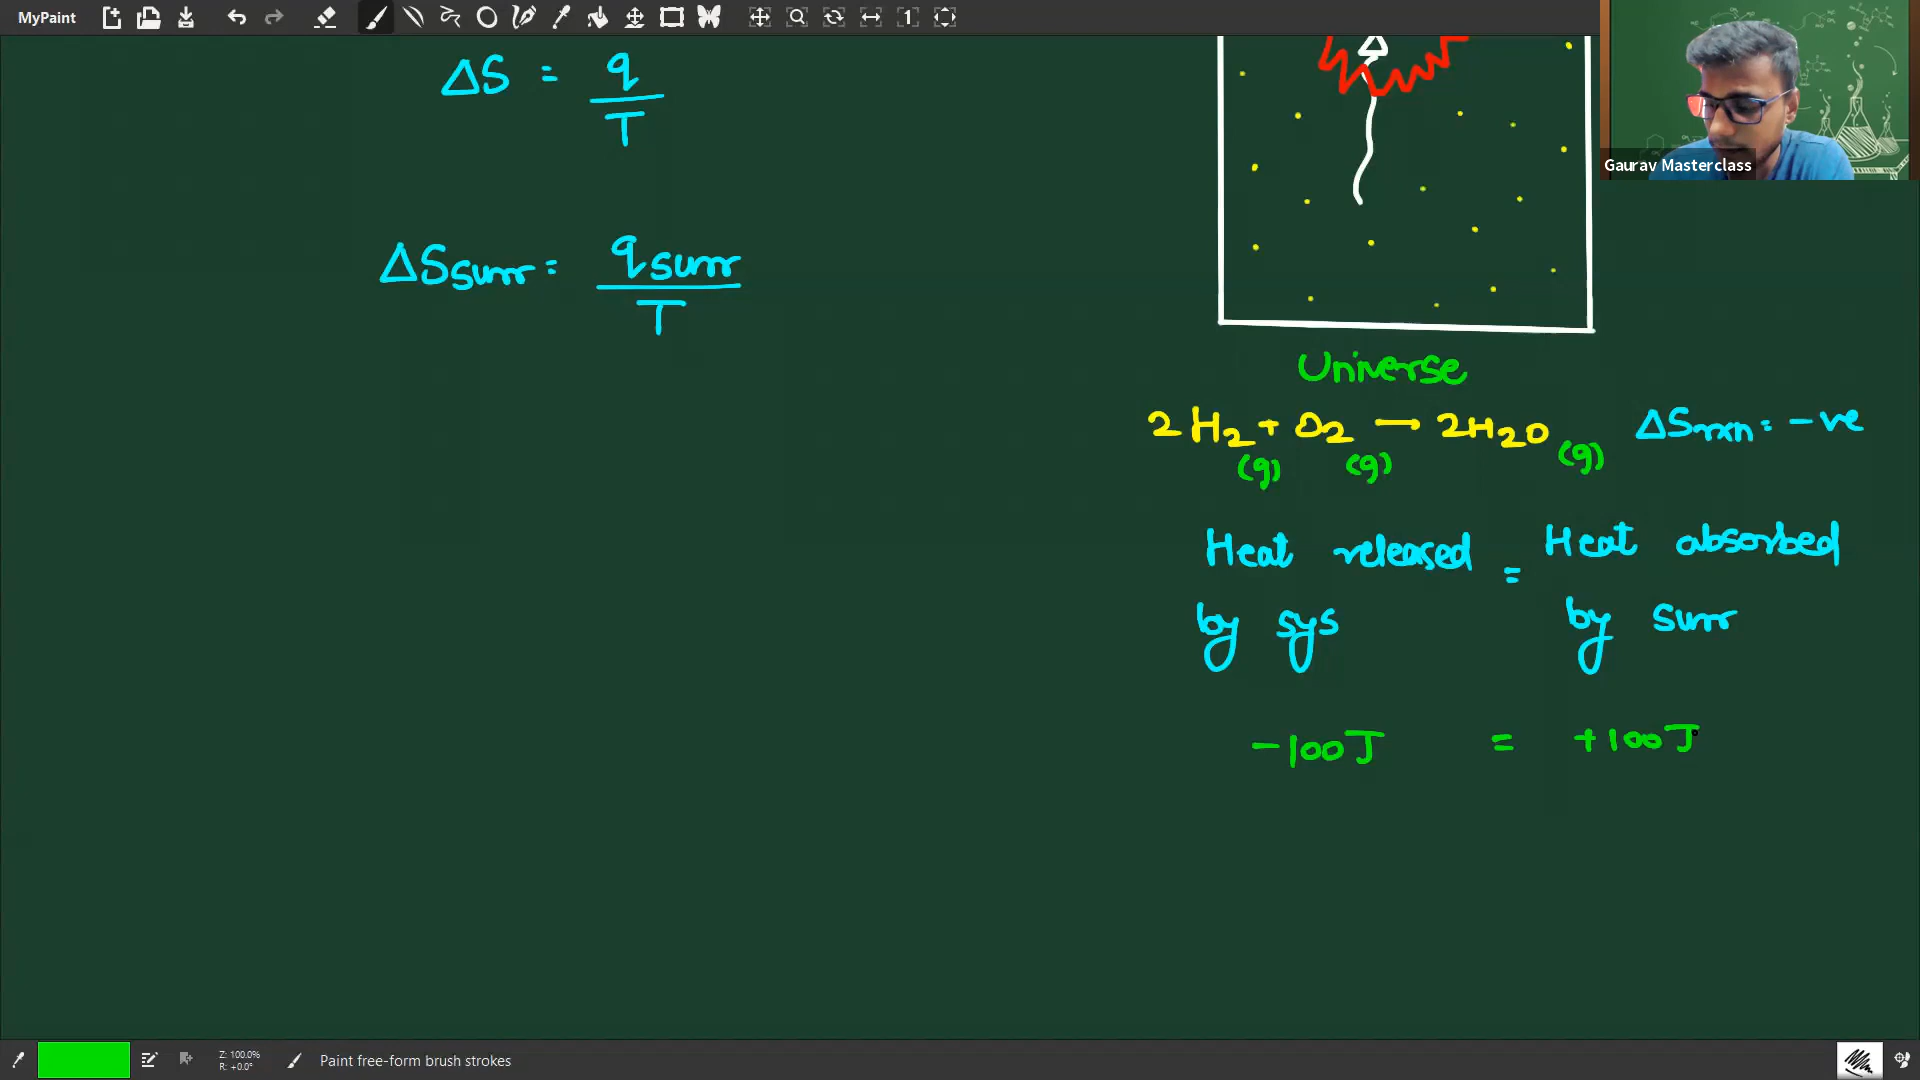 MyPaint
Gaurav Masterclass
ΔS = q/T
ΔSsurr = qsurr/T
Universe
2H₂(g) + O₂(g) → 2H₂O(g) ΔSrxn = -ve
Heat released = Heat absorbed
by sys by surr
-100J = +100J
Z: 100.0%
R: +0.0°
Paint free-form brush strokes